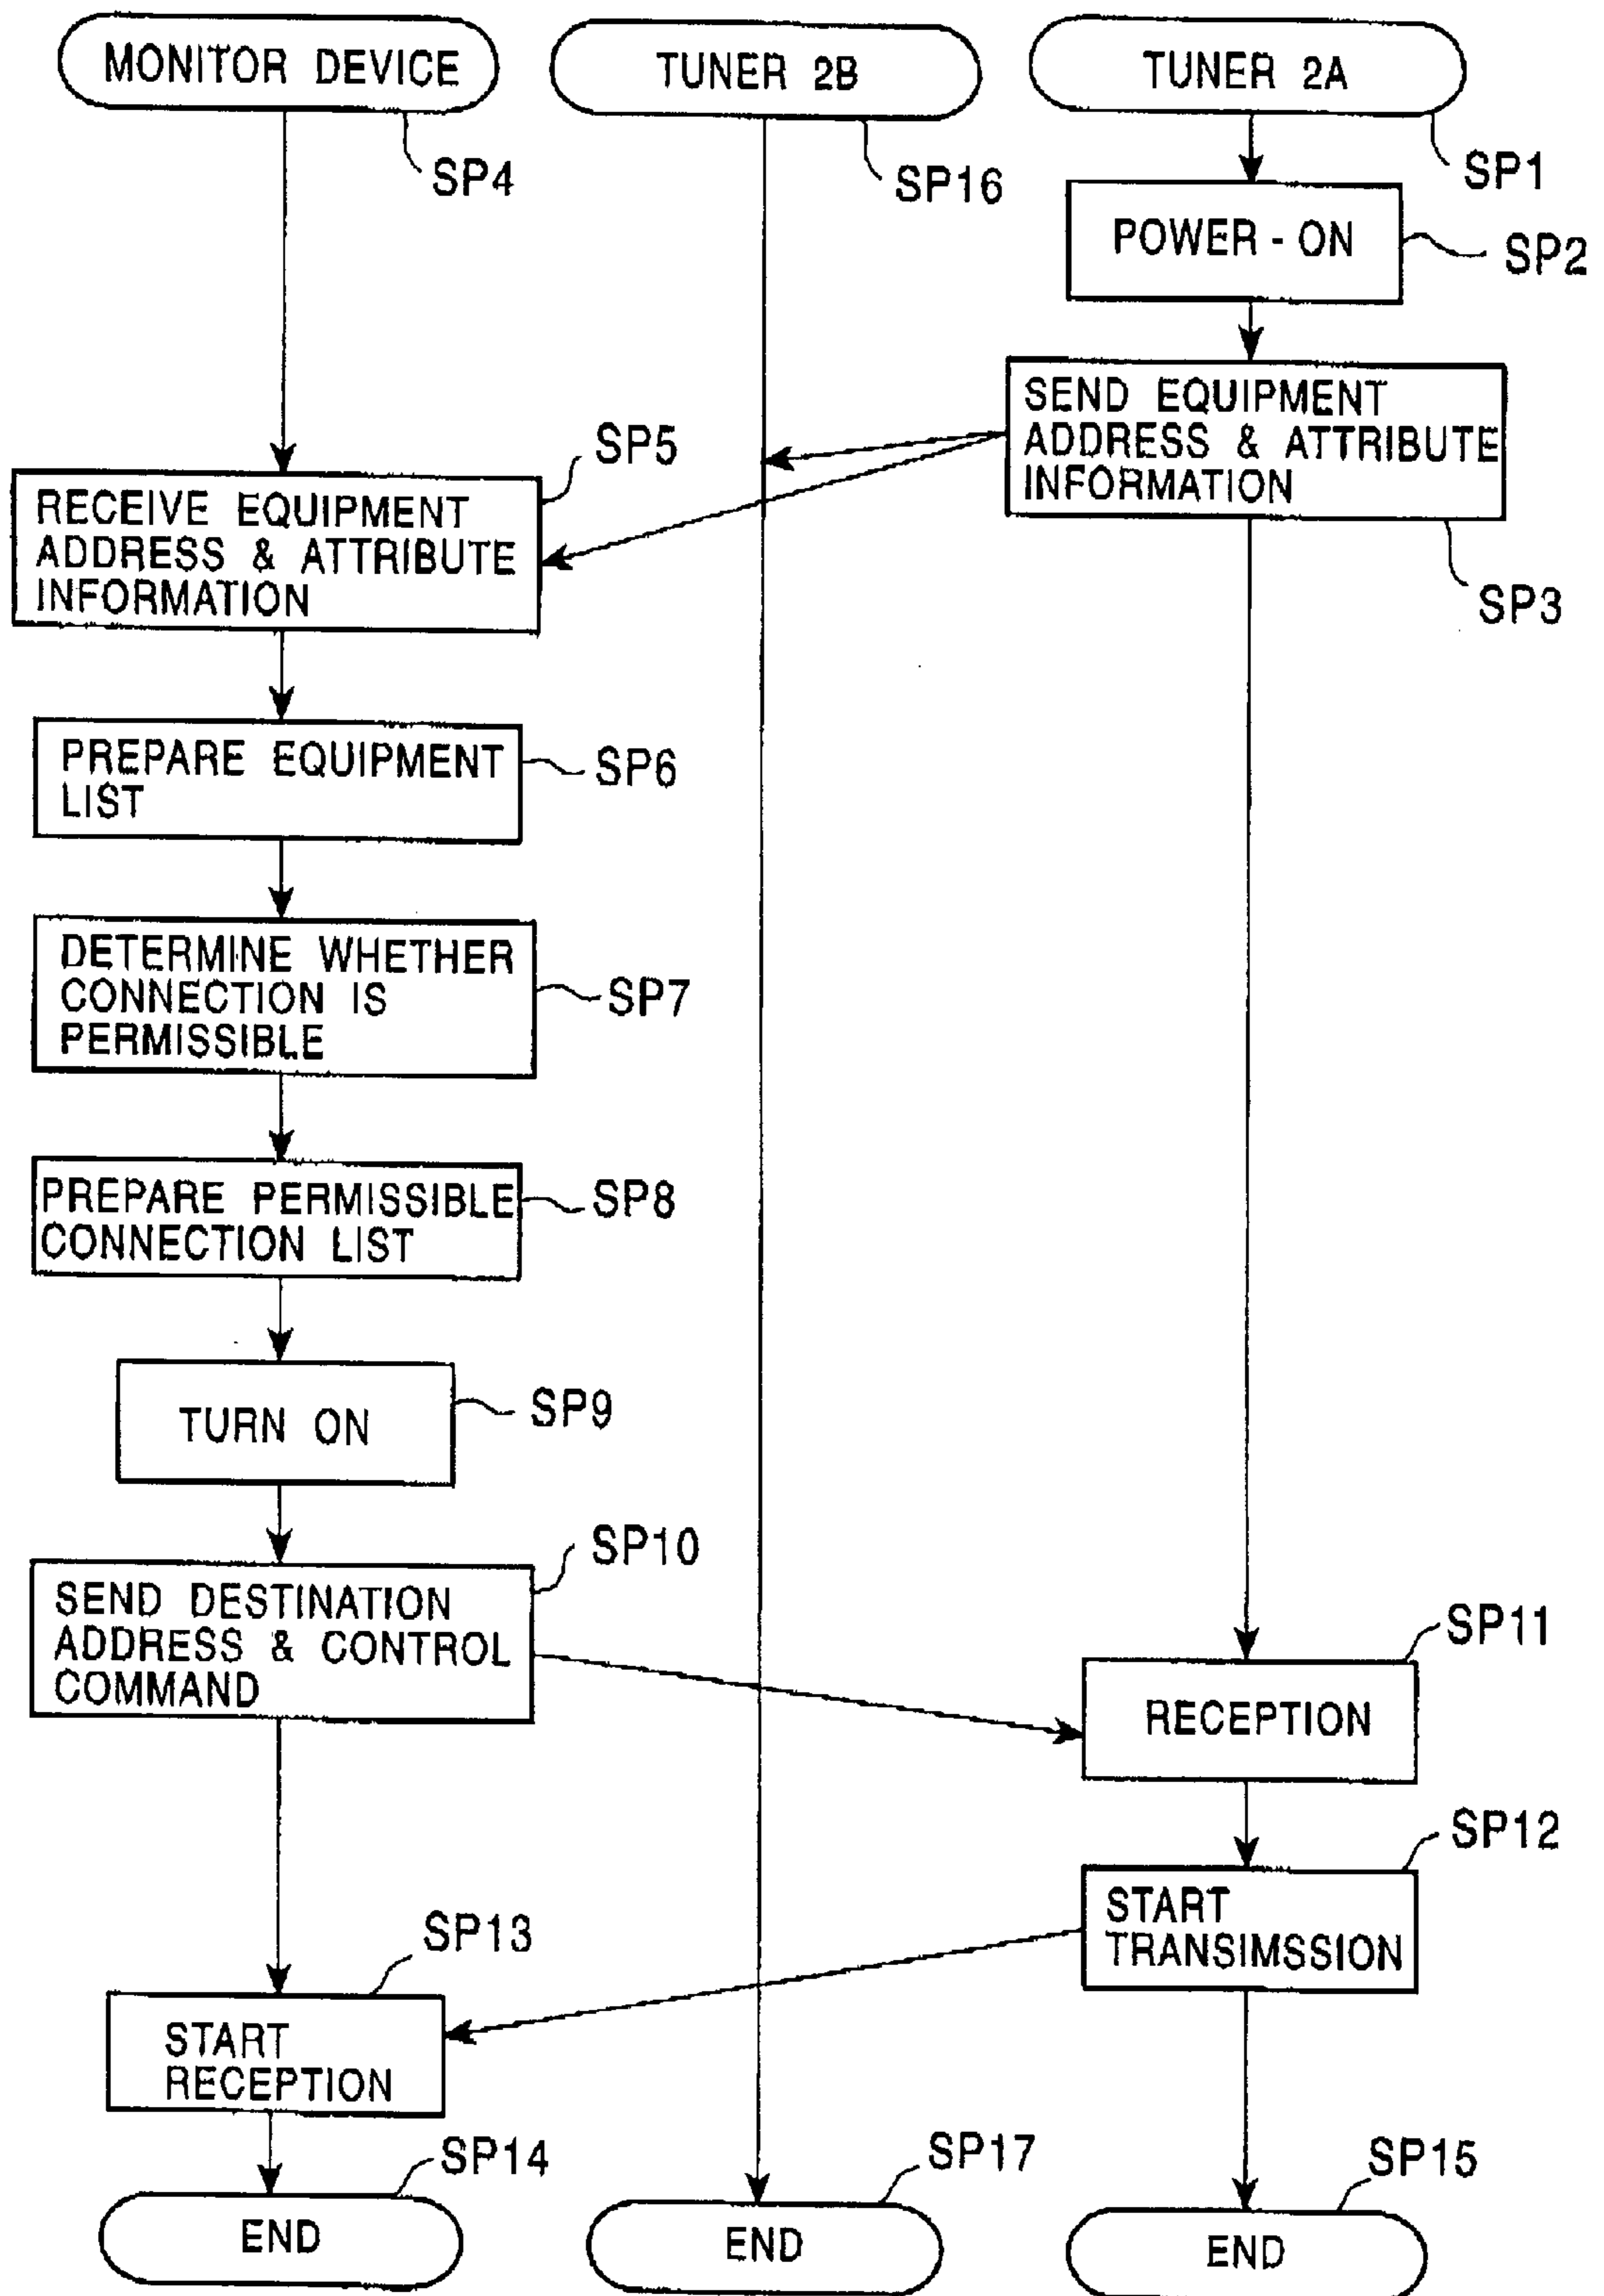 MONITOR DEVICE
TUNER 2B
TUNER 2A
SP4
SP16
SP1
POWER - ON
SP2
SEND EQUIPMENT
ADDRESS & ATTRIBUTE
INFORMATION
SP3
SP5
RECEIVE EQUIPMENT
ADDRESS & ATTRIBUTE
INFORMATION
PREPARE EQUIPMENT
LIST
SP6
DETERMINE WHETHER
CONNECTION IS
PERMISSIBLE
SP7
PREPARE PERMISSIBLE
CONNECTION LIST
SP8
TURN ON
SP9
SP10
SEND DESTINATION
ADDRESS & CONTROL
COMMAND
SP11
RECEPTION
SP12
START
TRANSIMSSION
SP13
START
RECEPTION
SP14
END
SP17
END
SP15
END